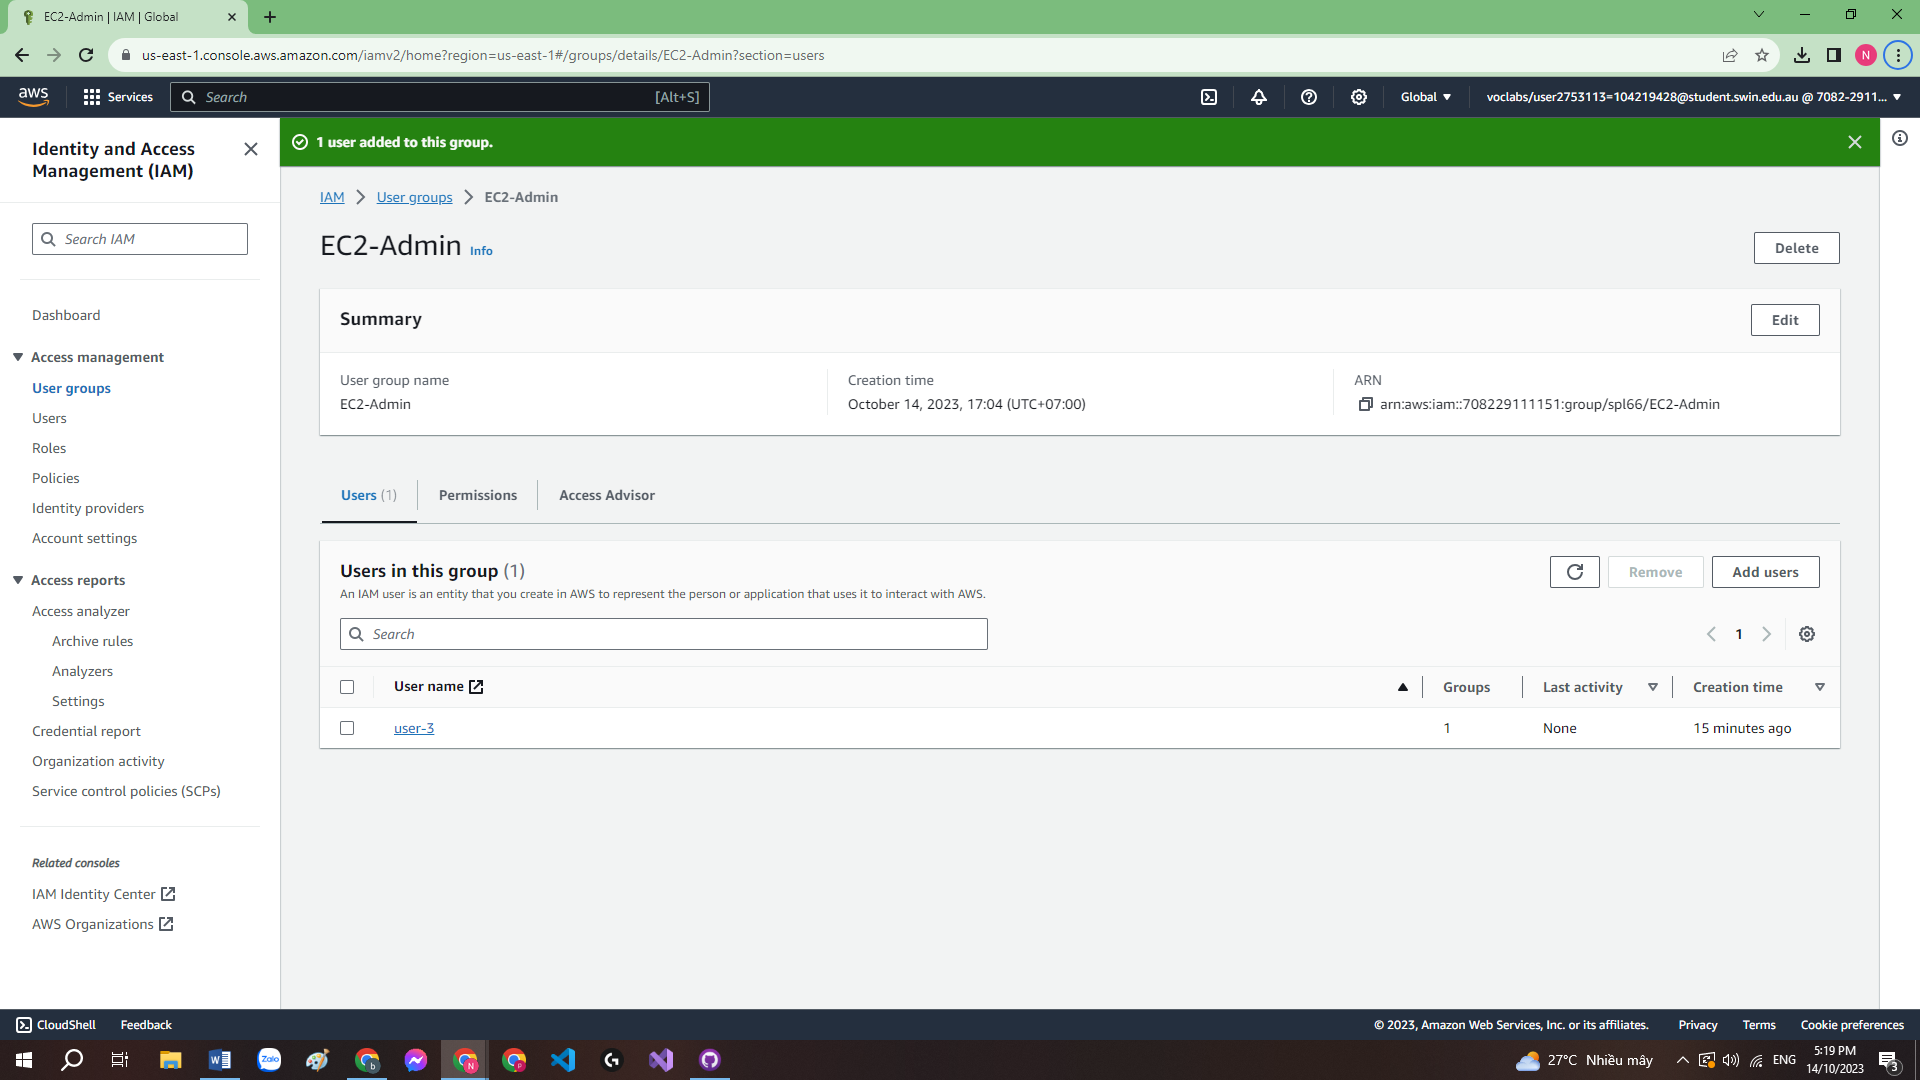 EC2-Admin | IAM | Global
us-east-1.console.aws.amazon.com/iamv2/home?region=us-east-1#/groups/details/EC2-Admin?section=users
N
aws
Services
Search
[Alt+S]
Global
voclabs/user2753113=104219428@student.swin.edu.au @ 7082-2911...
Identity and Access Management (IAM)
Search IAM
Dashboard
Access management
User groups
Users
Roles
Policies
Identity providers
Account settings
Access reports
Access analyzer
Archive rules
Analyzers
Settings
Credential report
Organization activity
Service control policies (SCPs)
Related consoles
IAM Identity Center
AWS Organizations
1 user added to this group.
IAM > User groups > EC2-Admin
EC2-Admin Info
Delete
Summary
Edit
User group name
EC2-Admin
Creation time
October 14, 2023, 17:04 (UTC+07:00)
ARN
arn:aws:iam::708229111151:group/spl66/EC2-Admin
Users (1)
Permissions
Access Advisor
Users in this group (1)
An IAM user is an entity that you create in AWS to represent the person or application that uses it to interact with AWS.
Remove
Add users
Search
1
User name
Groups
Last activity
Creation time
user-3
1
None
15 minutes ago
CloudShell
Feedback
© 2023, Amazon Web Services, Inc. or its affiliates.
Privacy
Terms
Cookie preferences
Zalo
27°C Nhiều mây
ENG
5:19 PM
14/10/2023
3